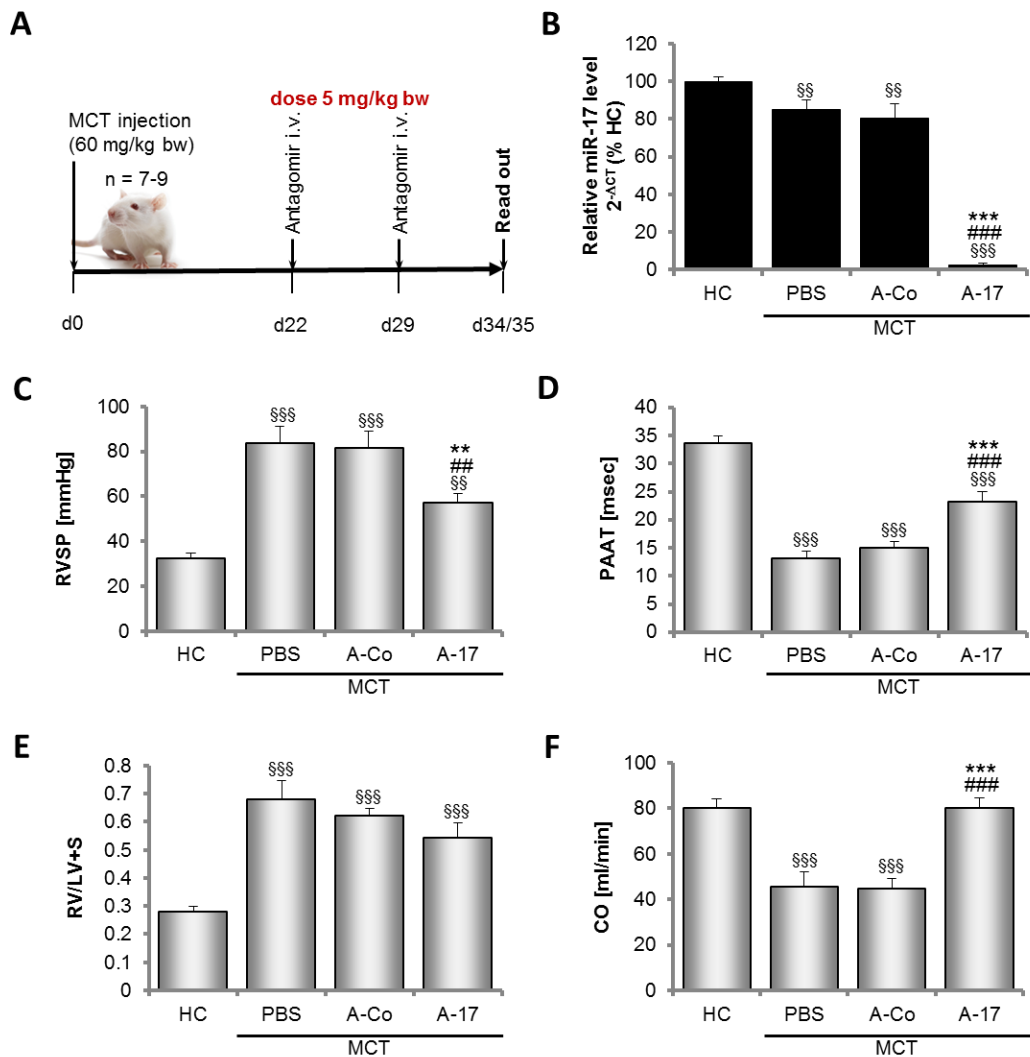 A
dose 5 mg/kg bw
MCT injection
(60 mg/kg bw)
n = 7-9
Antagomir i.v.
Antagomir i.v.
Read out
d0
d22
d29
d34/35
B
Relative miR-17 level
2-ΔCT (% HC)
120
100
80
60
40
20
0
§§
§§
***
###
§§§
HC
PBS
A-Co
A-17
MCT
C
RVSP [mmHg]
100
80
60
40
20
0
§§§
§§§
**
##
§§
HC
PBS
A-Co
A-17
MCT
D
PAAT [msec]
40
35
30
25
20
15
10
5
0
§§§
§§§
***
###
§§§
HC
PBS
A-Co
A-17
MCT
E
RV/LV+S
0.8
0.7
0.6
0.5
0.4
0.3
0.2
0.1
0
§§§
§§§
§§§
HC
PBS
A-Co
A-17
MCT
F
CO [ml/min]
100
80
60
40
20
0
§§§
§§§
***
###
HC
PBS
A-Co
A-17
MCT